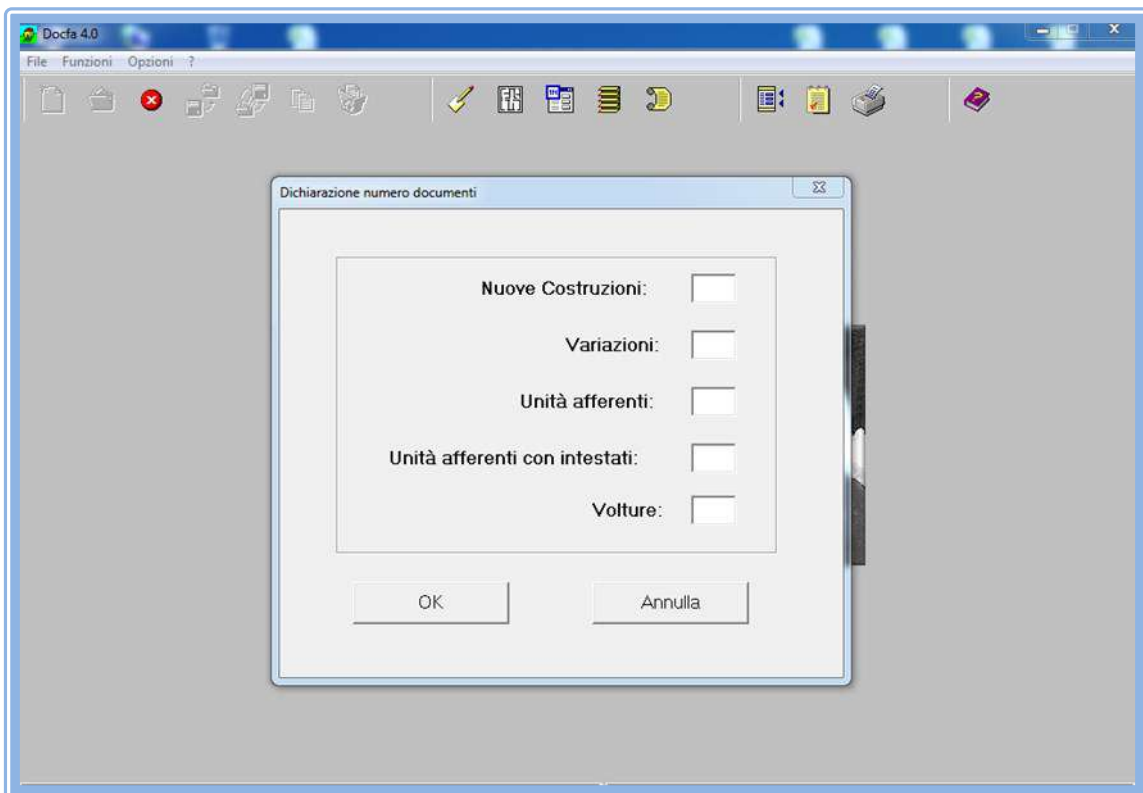 Docfa 4.0
File Funzioni Opzioni ?
Dichiarazione numero documenti
Nuove Costruzioni:
Variazioni:
Unità afferenti:
Unità afferenti con intestati:
Volture:
OK Annulla